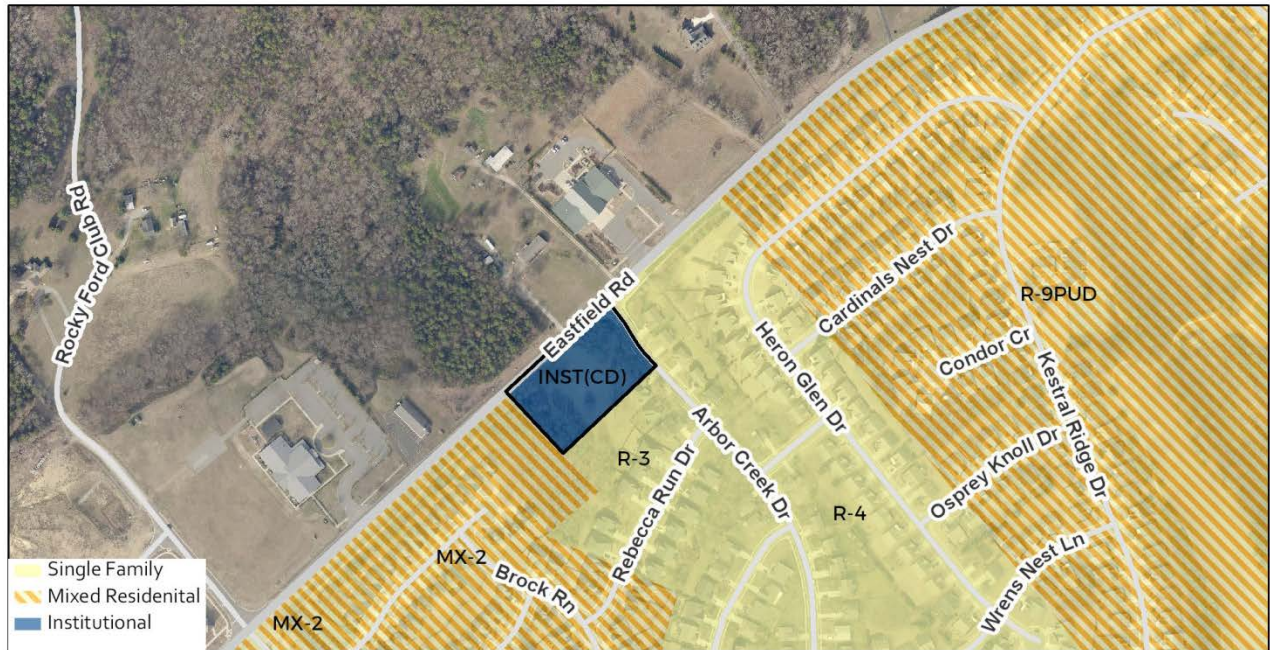 Rocky Ford Club Rd
Eastfield Rd
INST(CD)
Cardinals Nest Dr
R-9PUD
Heron Glen Dr
Condor Cr
Kestral Ridge Dr
Arbor Creek Dr
R-3
Rebecca Run Dr
Osprey Knoll Dr
R-4
MX-2
Brock Rn
Wrens Nest Ln
MX-2
Single Family
Mixed Residenital
Institutional